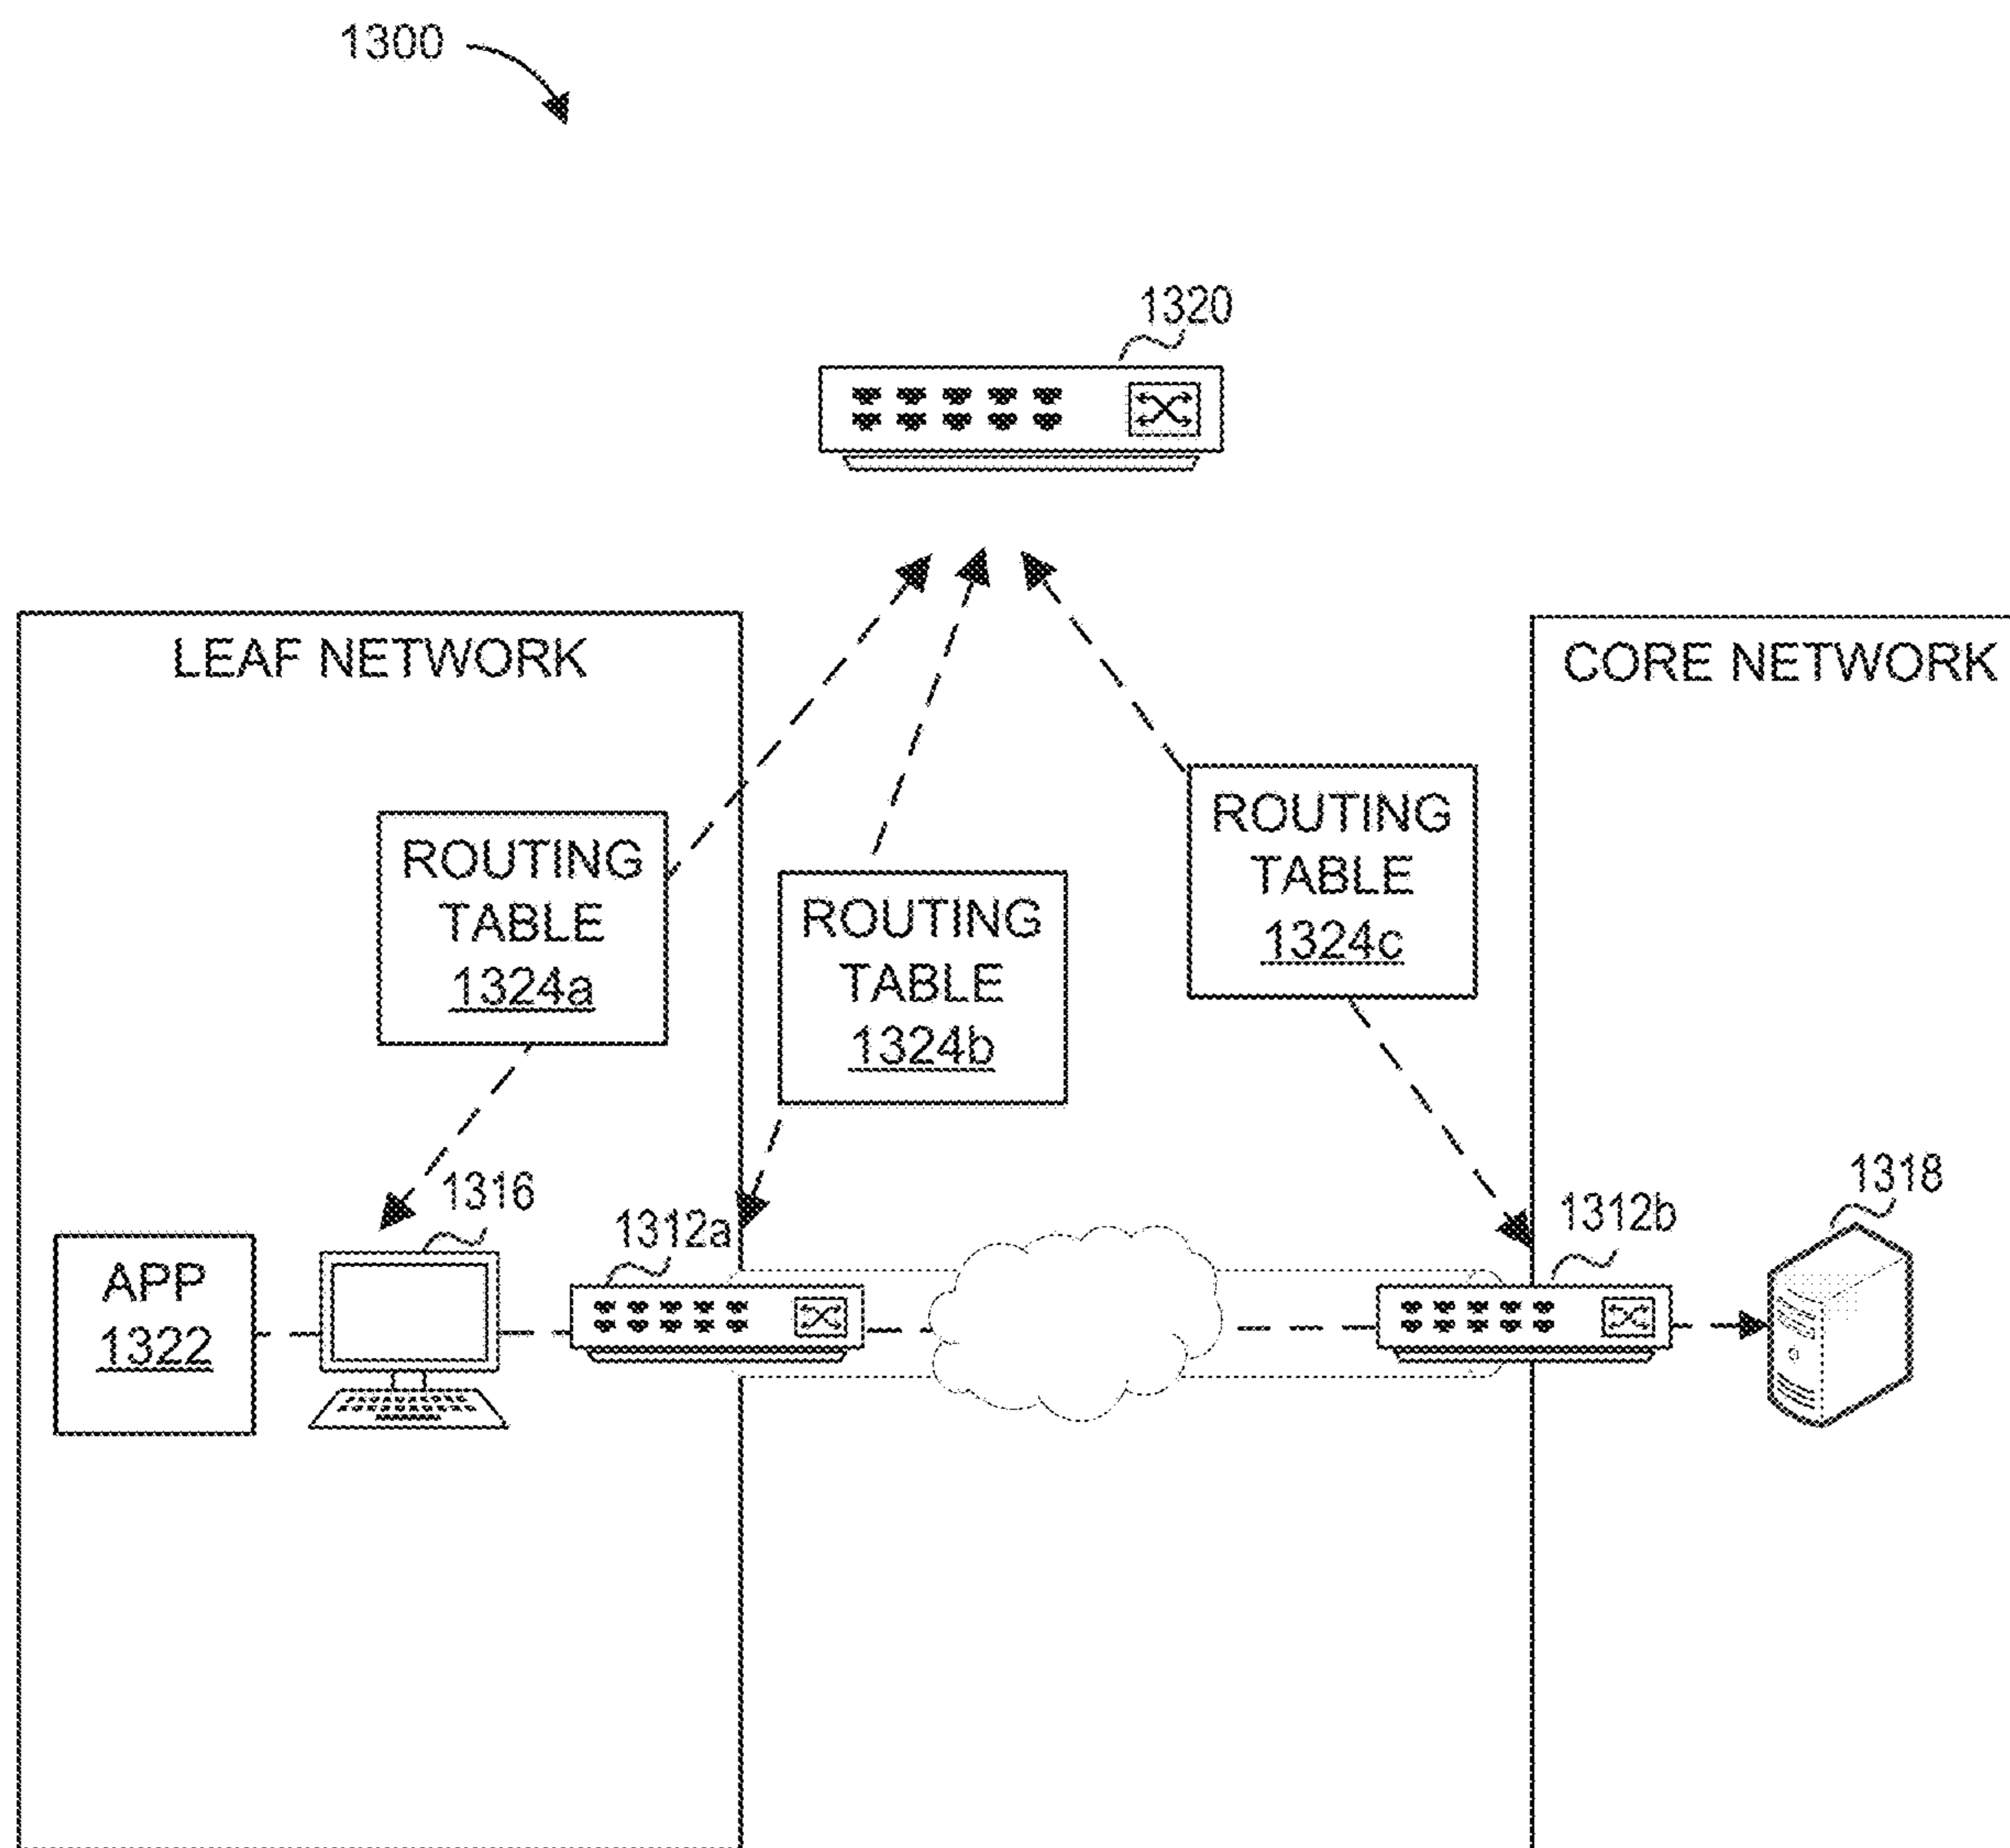 1300
1320
LEAF NETWORK
CORE NETWORK
ROUTING
TABLE
1324a
ROUTING
TABLE
1324b
ROUTING
TABLE
1324c
1316
1312a
1312b
1318
APP
1322